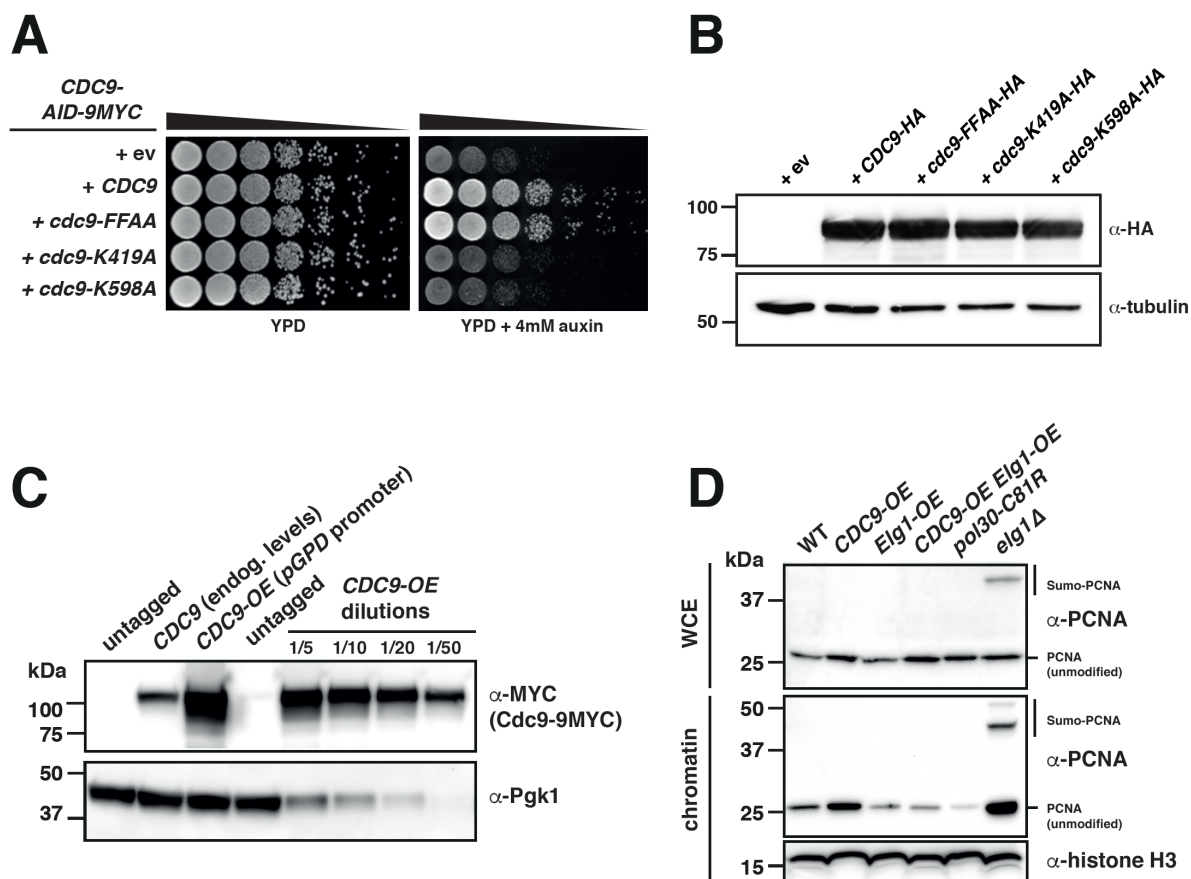 A
CDC9-
AID-9MYC
+ ev
+ CDC9
+ cdc9-FFAA
+ cdc9-K419A
+ cdc9-K598A
YPD
YPD + 4mM auxin
B
+ ev
+ CDC9-HA
+ cdc9-FFAA-HA
+ cdc9-K419A-HA
+ cdc9-K598A-HA
100
75
α-HA
50
α-tubulin
C
untagged
CDC9 (endog. levels)
CDC9-OE (pGPD promoter)
untagged
CDC9-OE
dilutions
1/5 1/10 1/20 1/50
kDa
100
75
α-MYC
(Cdc9-9MYC)
50
37
α-Pgk1
D
WT
CDC9-OE
Elg1-OE
CDC9-OE Elg1-OE
pol30-C81R
elg1Δ
kDa
WCE
37
25
Sumo-PCNA
α-PCNA
PCNA
(unmodified)
chromatin
50
37
25
Sumo-PCNA
α-PCNA
PCNA
(unmodified)
15
α-histone H3